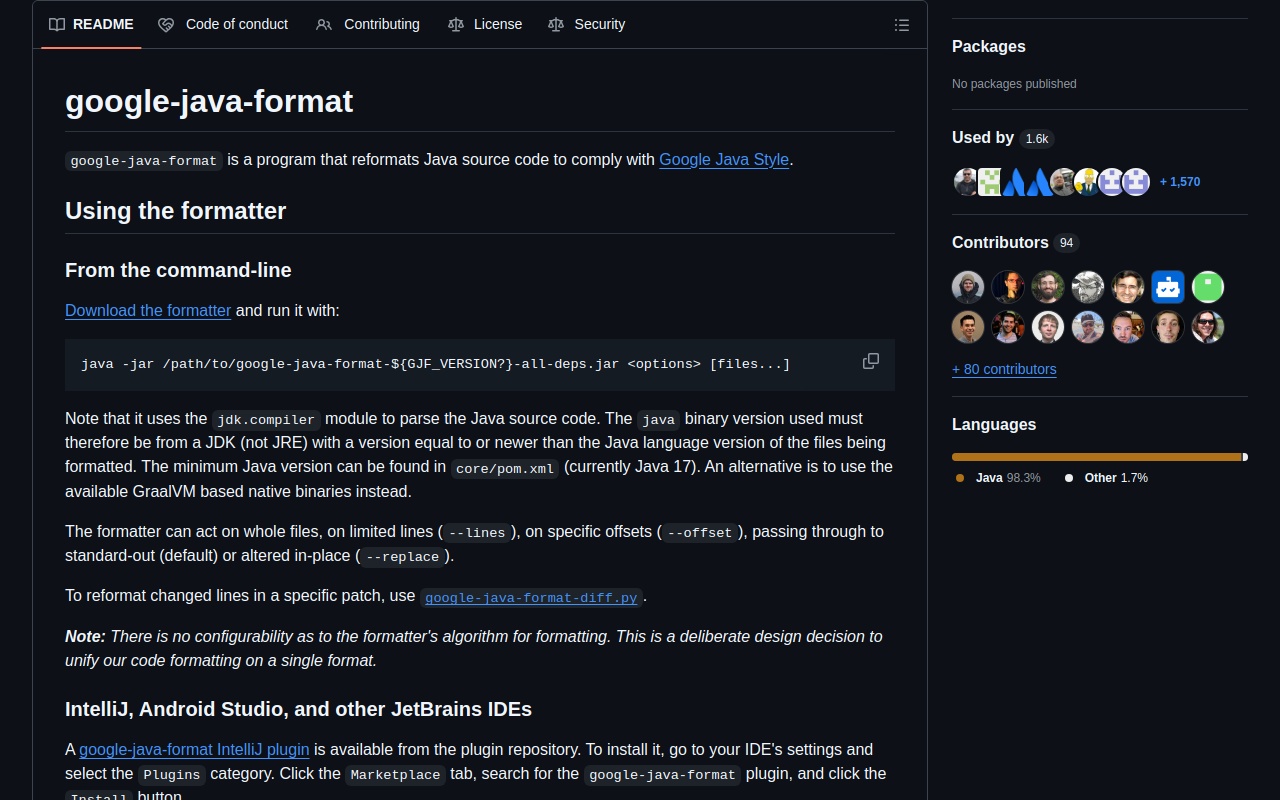 README
Code of conduct
Contributing
License
Security
google-java-format
google-java-format is a program that reformats Java source code to comply with Google Java Style.
Using the formatter
From the command-line
Download the formatter and run it with:
java -jar /path/to/google-java-format-${GJF_VERSION?}-all-deps.jar <options> [files...]
Note that it uses the jdk.compiler module to parse the Java source code. The java binary version used must
therefore be from a JDK (not JRE) with a version equal to or newer than the Java language version of the files being
formatted. The minimum Java version can be found in core/pom.xml (currently Java 17). An alternative is to use the
available GraalVM based native binaries instead.
The formatter can act on whole files, on limited lines (--lines), on specific offsets (--offset), passing through to
standard-out (default) or altered in-place (--replace).
To reformat changed lines in a specific patch, use google-java-format-diff.py.
Note: There is no configurability as to the formatter's algorithm for formatting. This is a deliberate design decision to
unify our code formatting on a single format.
IntelliJ, Android Studio, and other JetBrains IDEs
A google-java-format IntelliJ plugin is available from the plugin repository. To install it, go to your IDE's settings and
select the Plugins category. Click the Marketplace tab, search for the google-java-format plugin, and click the
Install button.
Packages
No packages published
Used by 1.6k
+ 1,570
Contributors 94
+ 80 contributors
Languages
Java 98.3%
Other 1.7%